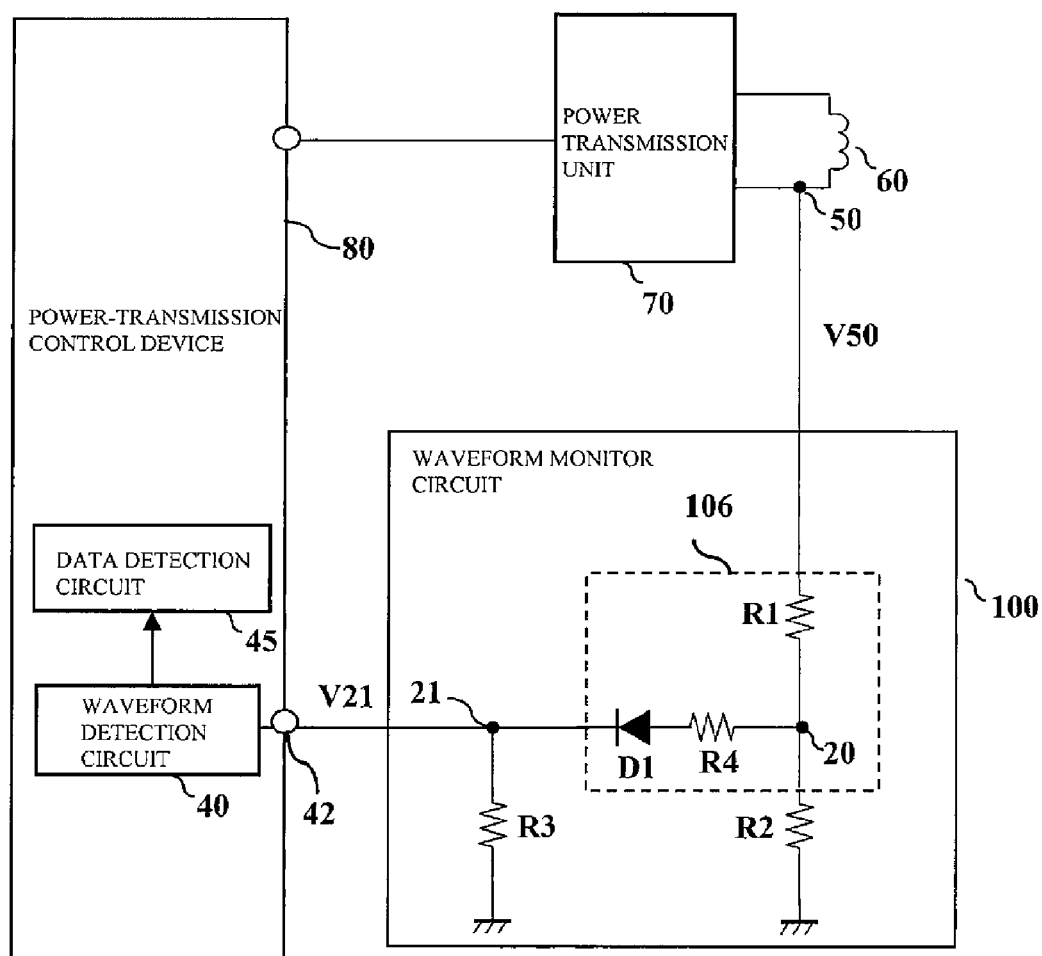 POWER
TRANSMISSION
UNIT
60
50
80
70
POWER-TRANSMISSION
CONTROL DEVICE
V50
WAVEFORM MONITOR
CIRCUIT
106
DATA DETECTION
CIRCUIT
R1
100
45
V21
21
WAVEFORM
DETECTION
CIRCUIT
20
D1
R4
40
42
R3
R2